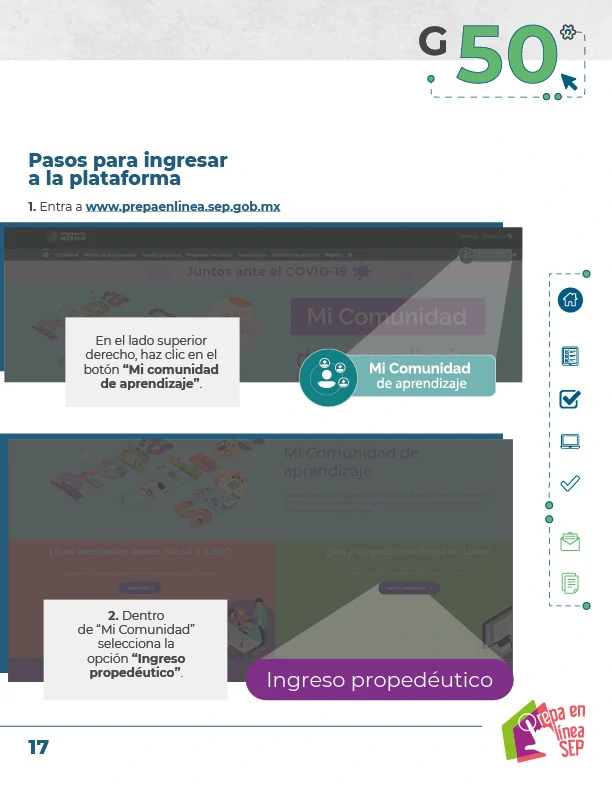 G 50
Pasos para ingresar
a la plataforma
1. Entra a www.prepaenlinea.sep.gob.mx
MÉXICO
Juntos ante el COVID-19
Mi Comunidad
En el lado superior
derecho, haz clic en el
botón “Mi comunidad
de aprendizaje”.
Mi Comunidad
de aprendizaje
Mi Comunidad de
aprendizaje
¿Eres estudiante, asesor virtual o tutor?
¿Vas a empezar con Prepa en Línea?
2. Dentro
de “Mi Comunidad”
selecciona la
opción “Ingreso
propedéutico”.
Ingreso propedéutico
17
Prepa en
línea
SEP